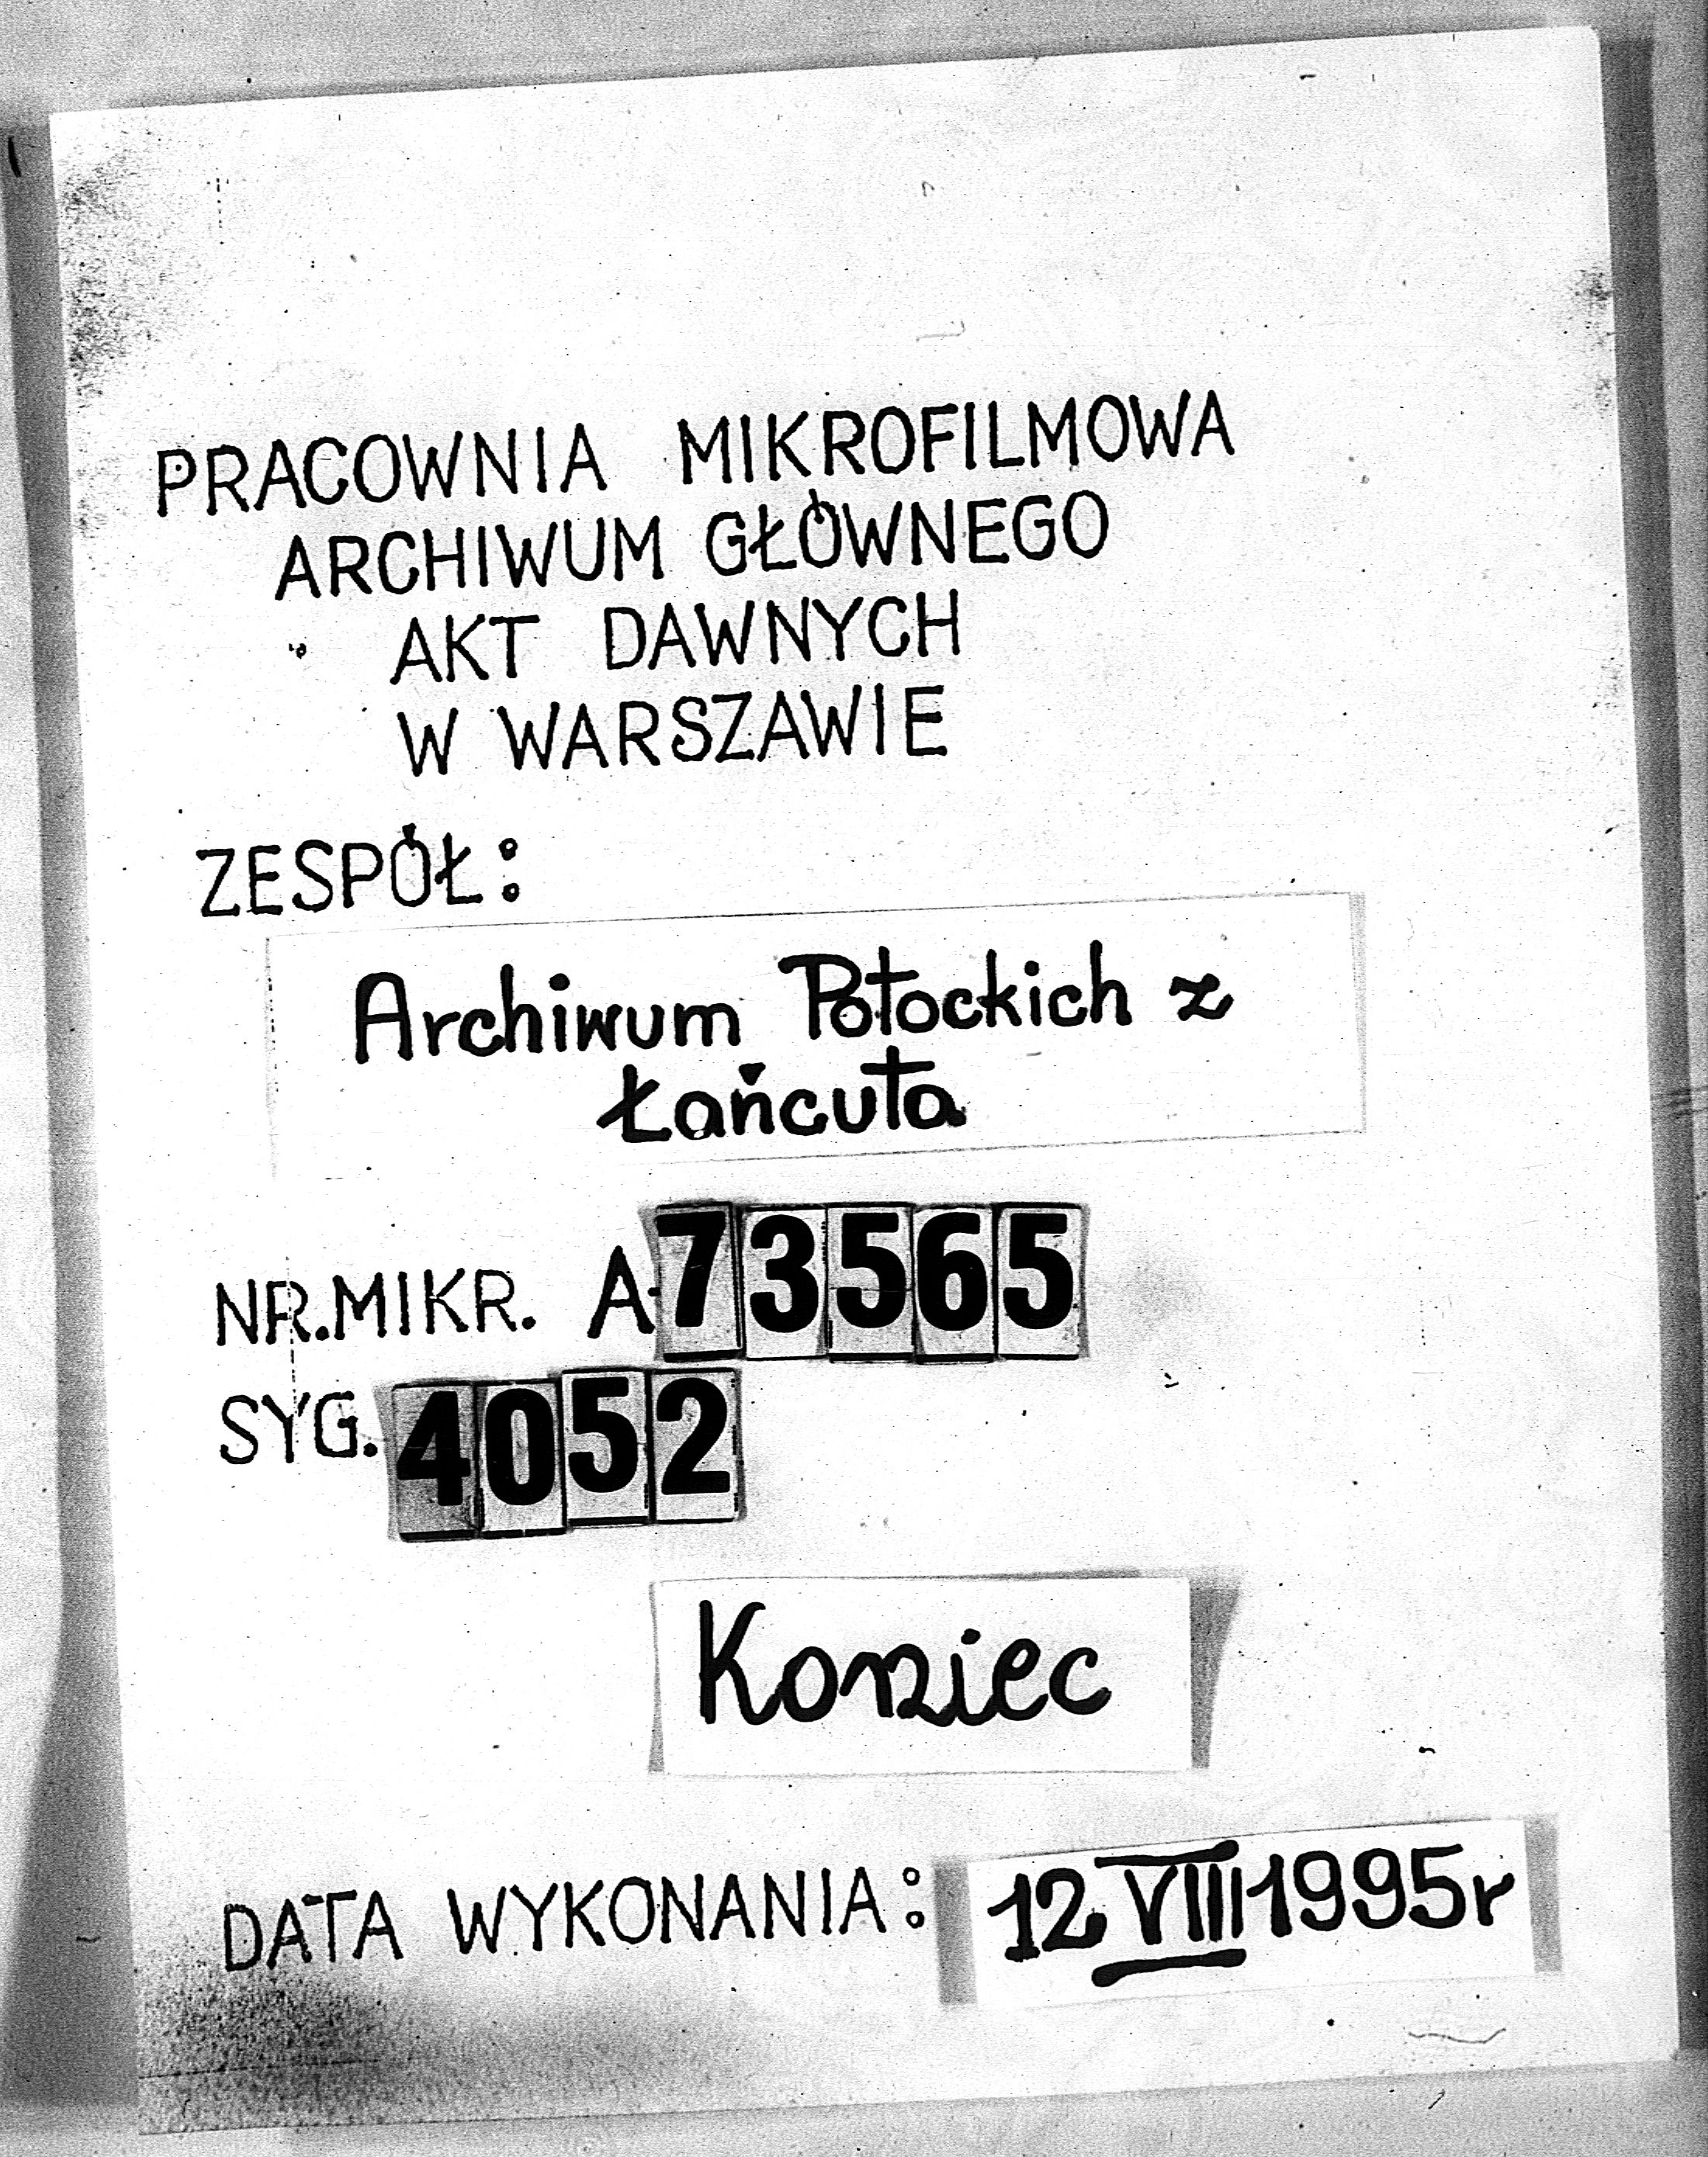 PRACOWNIA MIKROFILMOWA
ARCHIWUM GŁÓWNEGO
AKT DAWNYCH
W WARSZAWIE
ZESPÓŁ:
Archiwum Potockich z
Łańcuta
NR.MIKR. A-73565
SYG. 4052
Koniec
DATA WYKONANIA: 12 VIII 1995r